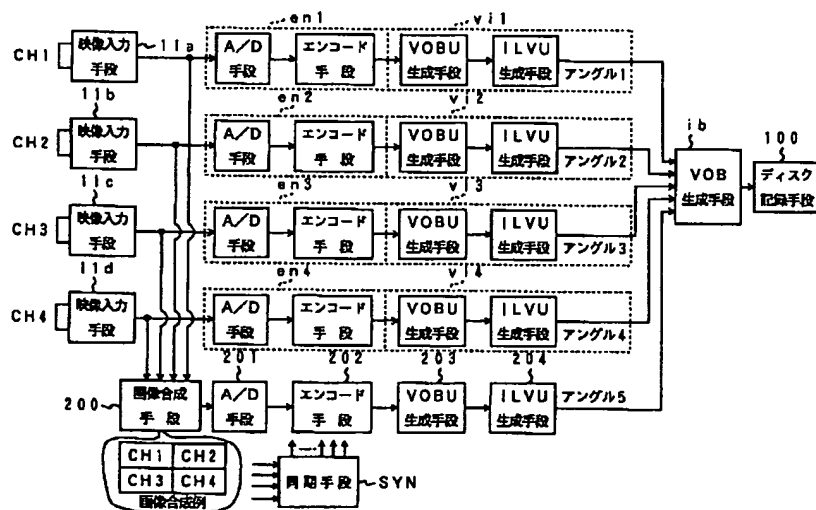 en1
vi1
CH1
映像入力
手段
11a
A/D
手段
エンコード
手段
VOBU
生成手段
ILVU
生成手段
アングル1
11b
en2
vi2
CH2
映像入力
手段
A/D
手段
エンコード
手段
VOBU
生成手段
ILVU
生成手段
アングル2
ib
VOB
生成手段
100
ディスク
記録手段
11c
en3
vi3
CH3
映像入力
手段
A/D
手段
エンコード
手段
VOBU
生成手段
ILVU
生成手段
アングル3
11d
en4
vi4
CH4
映像入力
手段
A/D
手段
エンコード
手段
VOBU
生成手段
ILVU
生成手段
アングル4
201
202
203
204
200
画像合成
手段
A/D
手段
エンコード
手段
VOBU
生成手段
ILVU
生成手段
アングル5
CH1 CH2
CH3 CH4
画像合成例
同期手段
SYN